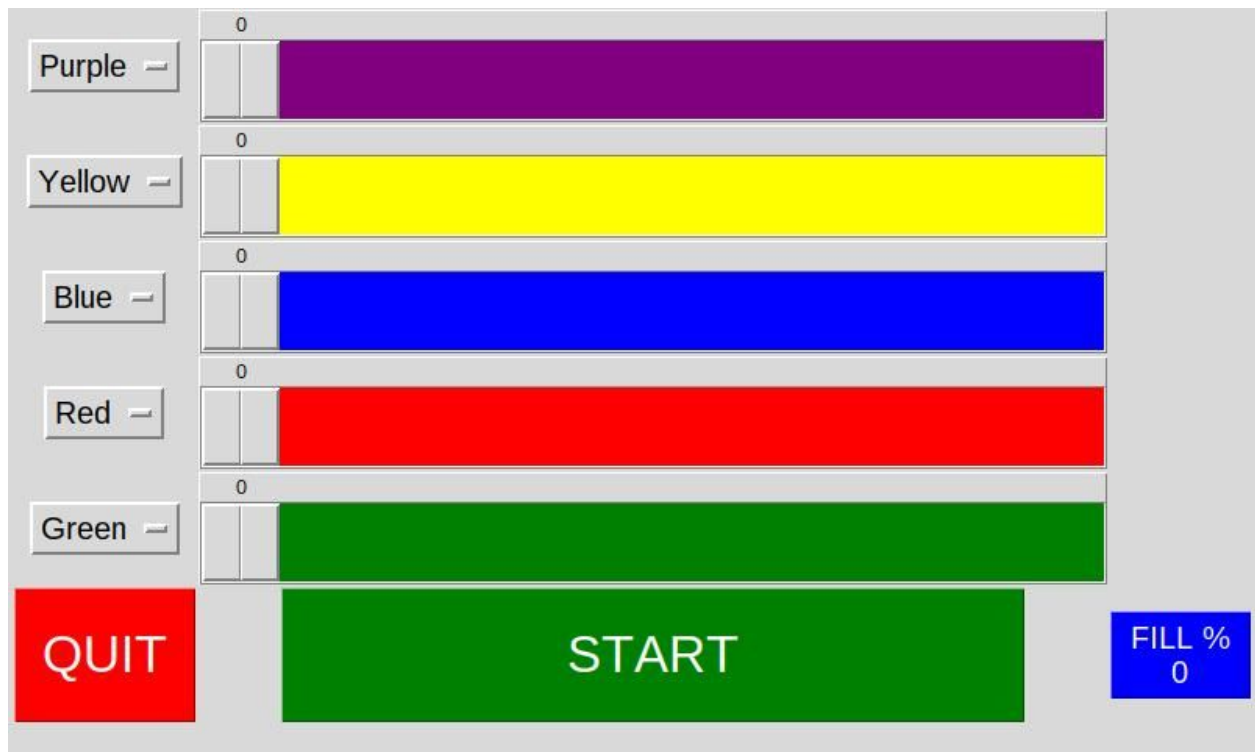 0
Purple
0
Yellow
0
Blue
0
Red
0
Green
QUIT
START
FILL %
0